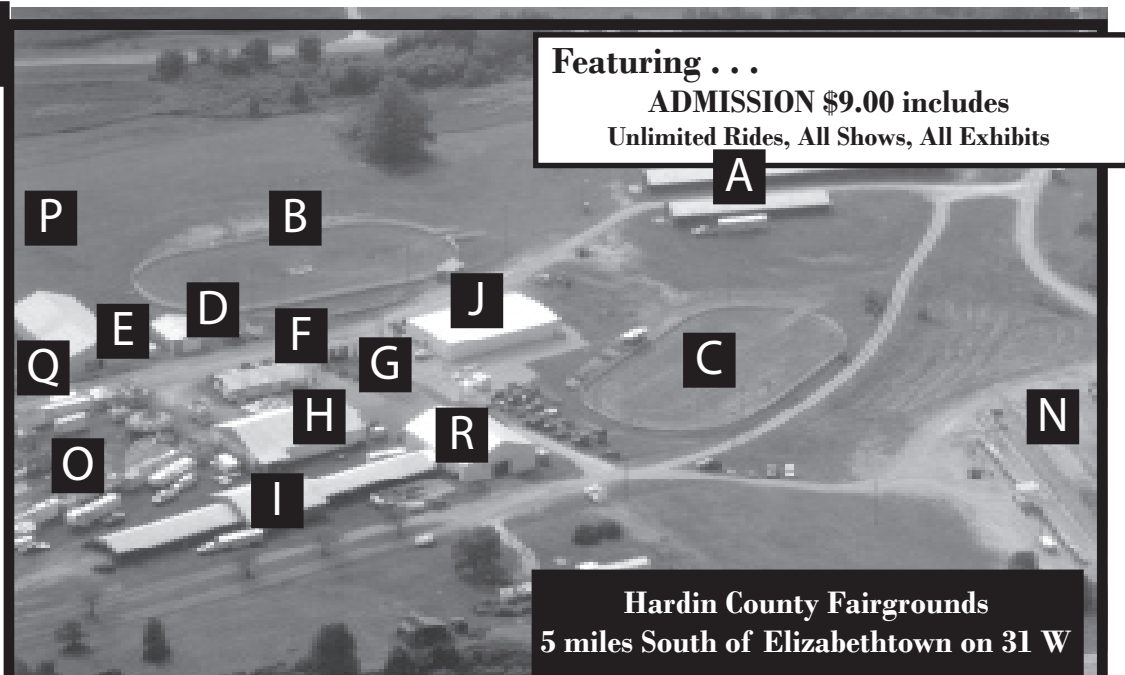 Featuring . . .
ADMISSION $9.00 includes
Unlimited Rides, All Shows, All Exhibits
A
P
B
D
J
E
F
G
Q
C
H
R
N
O
I
Hardin County Fairgrounds
5 miles South of Elizabethtown on 31 W